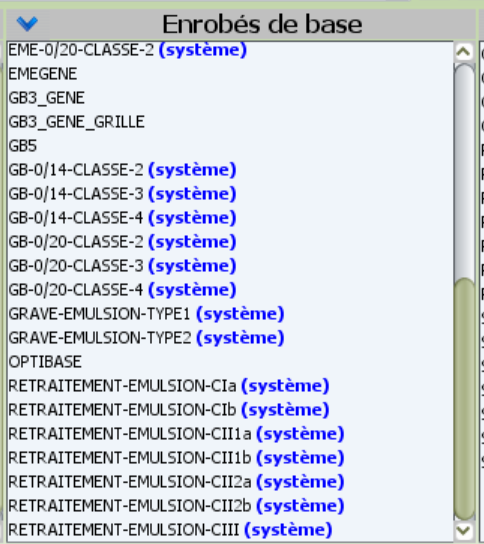 Enrobés de base
EME-0/20-CLASSE-2 (système)
EMEGENE
GB3_GENE
GB3_GENE_GRILLE
GB5
GB-0/14-CLASSE-2 (système)
GB-0/14-CLASSE-3 (système)
GB-0/14-CLASSE-4 (système)
GB-0/20-CLASSE-2 (système)
GB-0/20-CLASSE-3 (système)
GB-0/20-CLASSE-4 (système)
GRAVE-EMULSION-TYPE1 (système)
GRAVE-EMULSION-TYPE2 (système)
OPTIBASE
RETRAITEMENT-EMULSION-CIa (système)
RETRAITEMENT-EMULSION-CIb (système)
RETRAITEMENT-EMULSION-CII1a (système)
RETRAITEMENT-EMULSION-CII1b (système)
RETRAITEMENT-EMULSION-CII2a (système)
RETRAITEMENT-EMULSION-CII2b (système)
RETRAITEMENT-EMULSION-CIII (système)